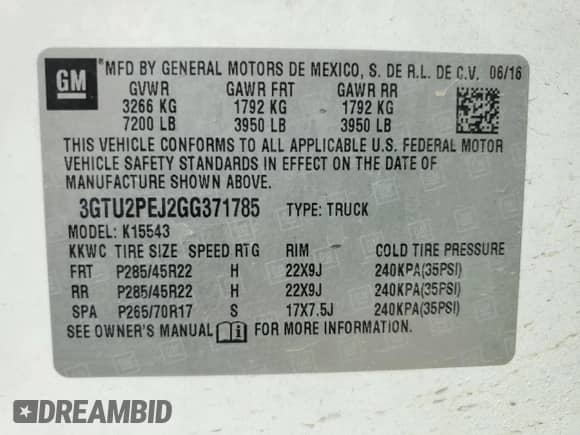 GM
*MFD BY GENERAL MOTORS DE MEXICO, S. DE R.L. DE C.V. 06/16
GVWR GAWR FRT GAWR RR
3266 KG 1792 KG 1792 KG
7200 LB 3950 LB 3950 LB
THIS VEHICLE CONFORMS TO ALL APPLICABLE U.S. FEDERAL MOTOR
VEHICLE SAFETY STANDARDS IN EFFECT ON THE DATE OF
MANUFACTURE SHOWN ABOVE.
3GTU2PEJ2GG371785 TYPE: TRUCK
MODEL: K15543
KKWC TIRE SIZE SPEED RTG RIM COLD TIRE PRESSURE
FRT P285/45R22 H 22X9J 240KPA(35PSI)
RR P285/45R22 H 22X9J 240KPA(35PSI)
SPA P265/70R17 S 17X7.5J 240KPA(35PSI)
SEE OWNER'S MANUAL FOR MORE INFORMATION.
DREAMBID